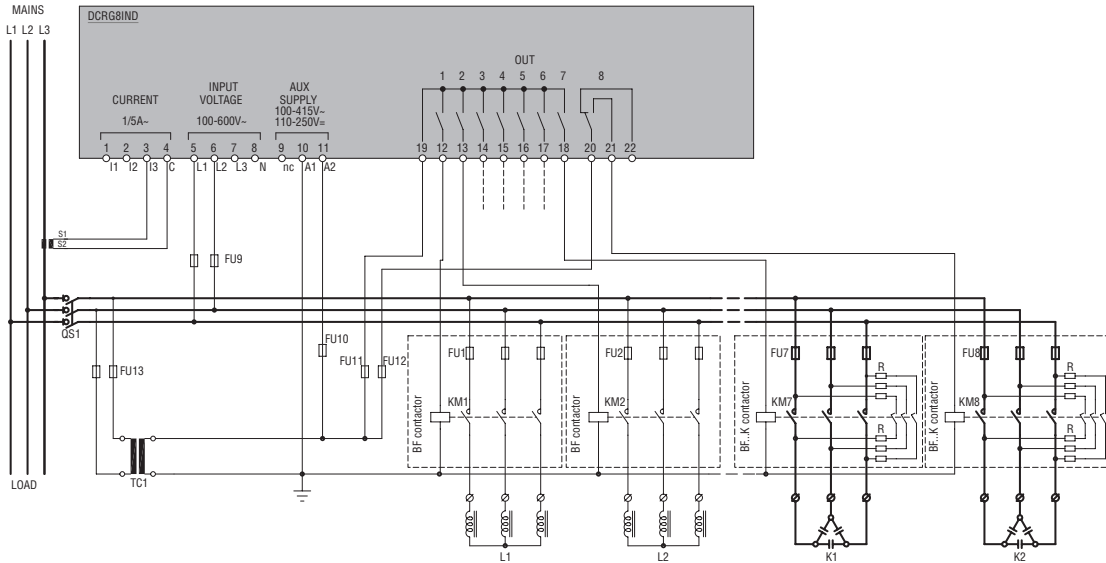 MAINS
L1 L2 L3
DCRG8IND
OUT
1 2 3 4 5 6 7 8
CURRENT
1/5A~
INPUT
VOLTAGE
100-600V~
AUX
SUPPLY
100-415V~
110-250V=
1 2 3 4 5 6 7 8 9 10 11 19 12 13 14 15 16 17 18 20 21 22
I1 I2 I3 C L1 L2 L3 N nc A1 A2
S1
S2
FU9
QS1
FU10
FU13
FU11
FU12
FU1
FU2
FU7
FU8
R
R
KM1
KM2
KM7
KM8
R
R
BF contactor
BF contactor
BF...K contactor
BF...K contactor
LOAD
TC1
L1
L2
K1
K2